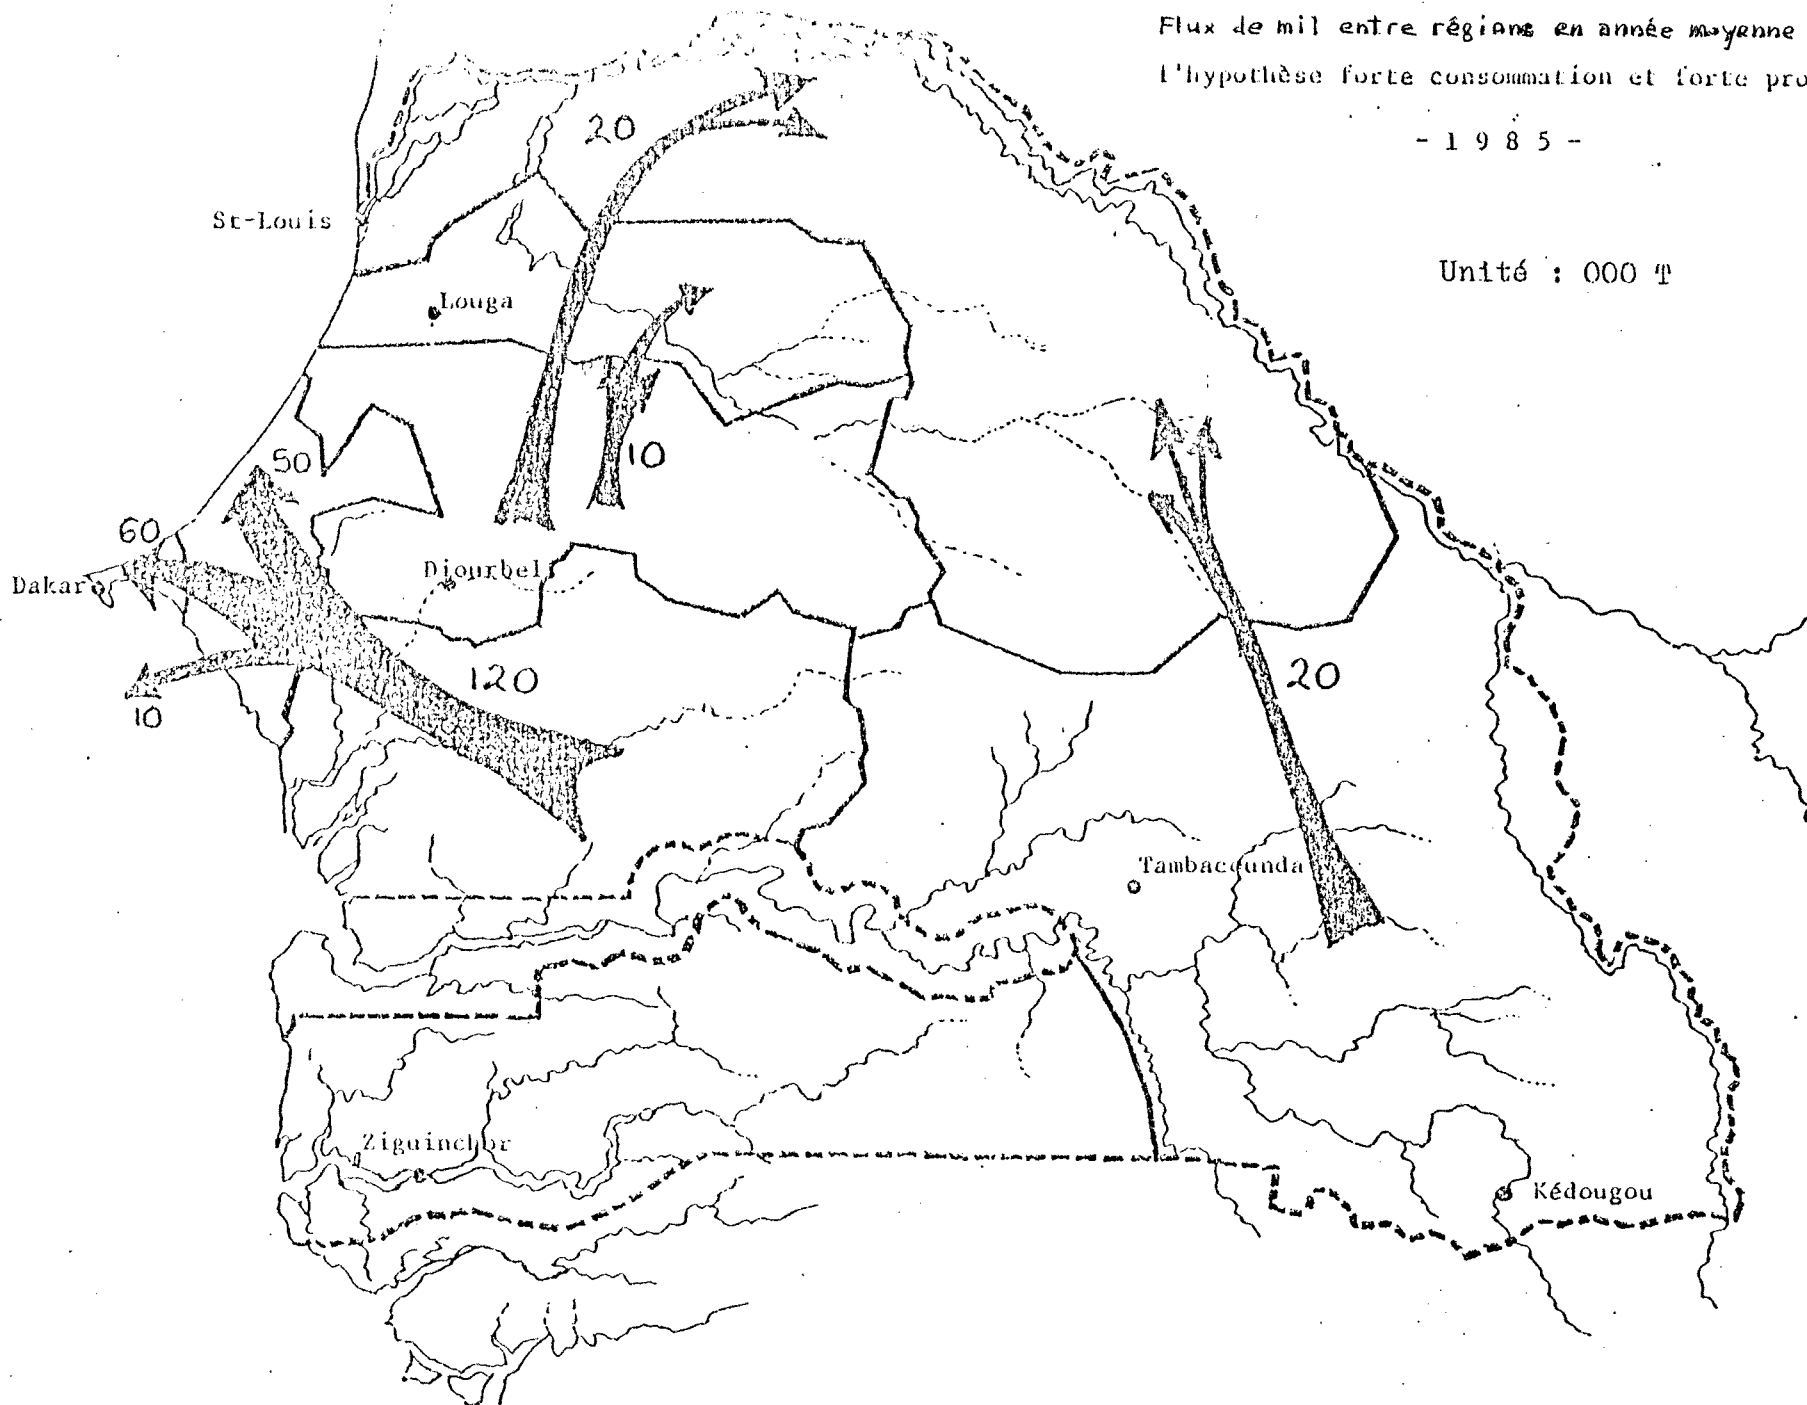 Flux de mil entre régions en année moyenne
l'hypothèse forte consommation et forte pro
- 1 9 8 5 -
20
St-Louis
Unité : 000 T
Louga
10
50
60
Dakar
Diourbel
120
20
10
Tambacounda
Ziguinchor
Kédougou